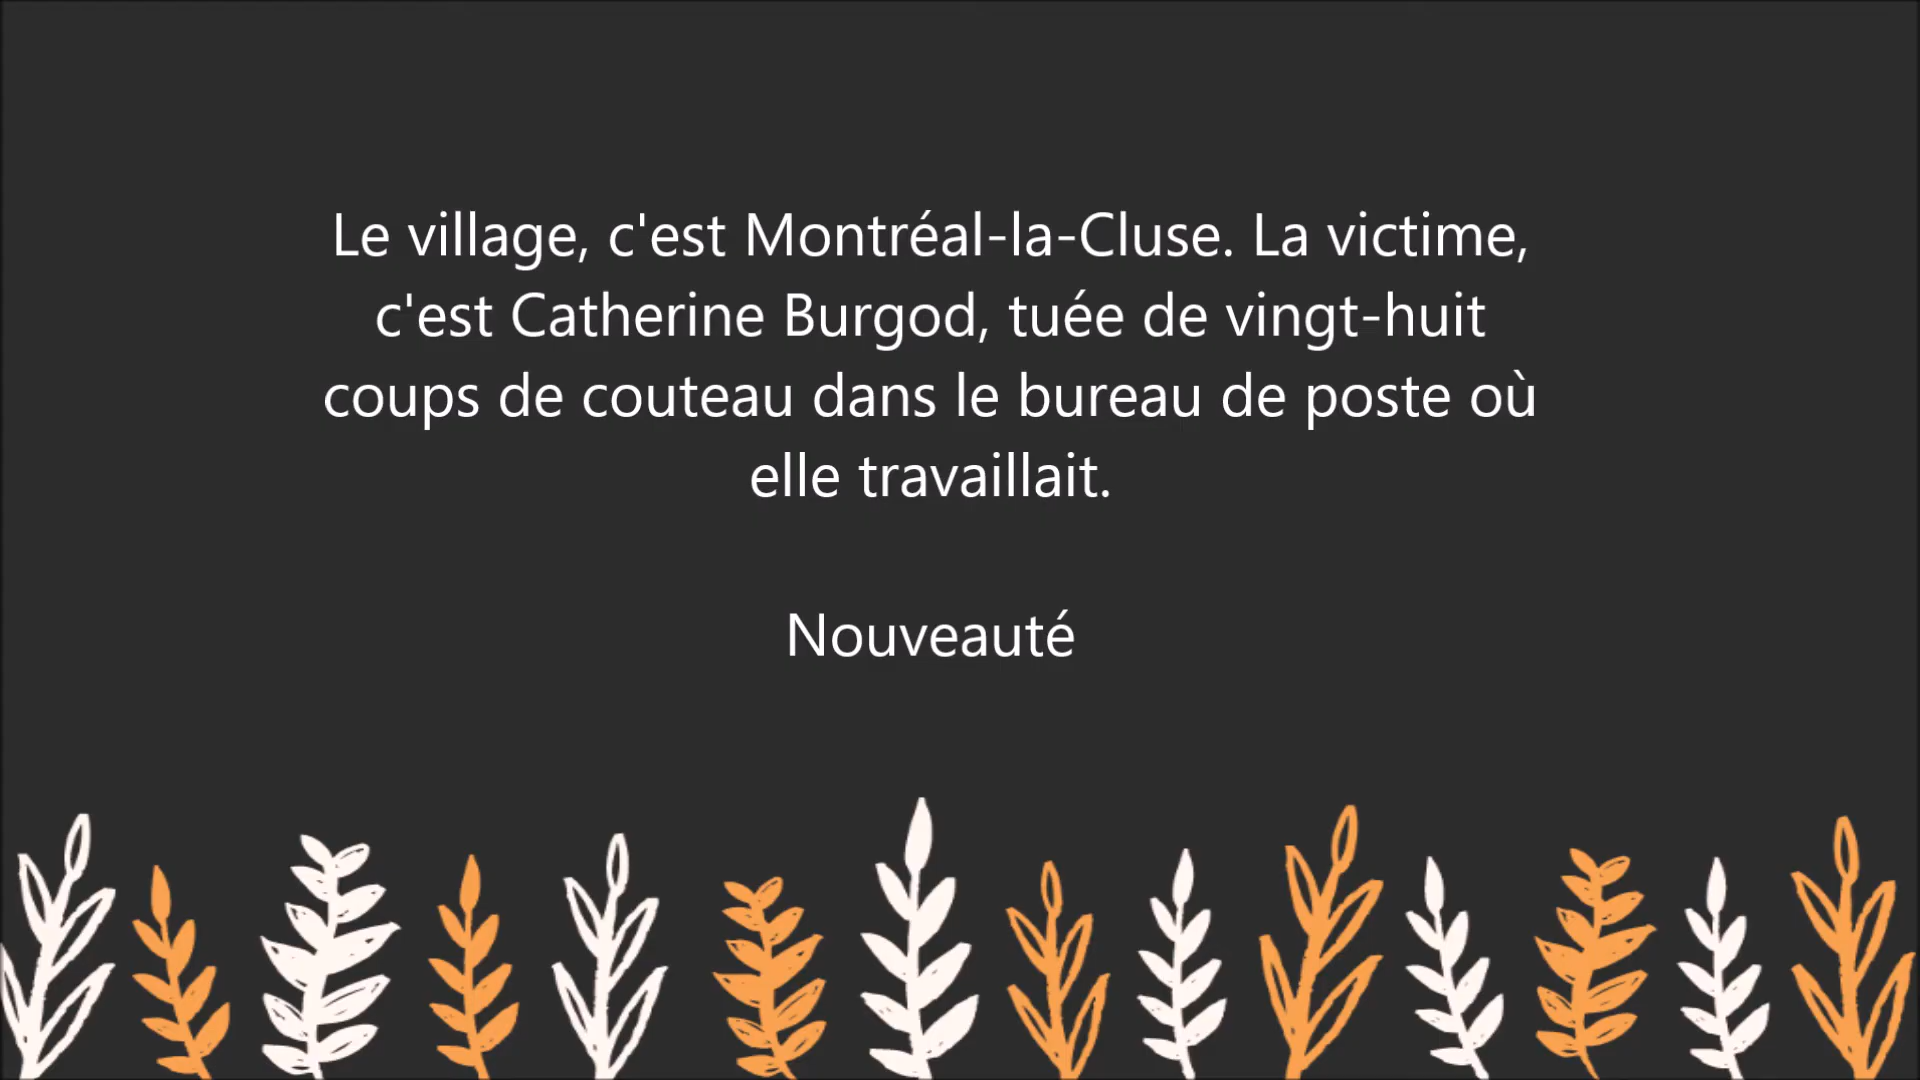 Le village, c'est Montréal-la-Cluse. La victime,
c'est Catherine Burgod, tuée de vingt-huit
coups de couteau dans le bureau de poste où
elle travaillait.
Nouveauté